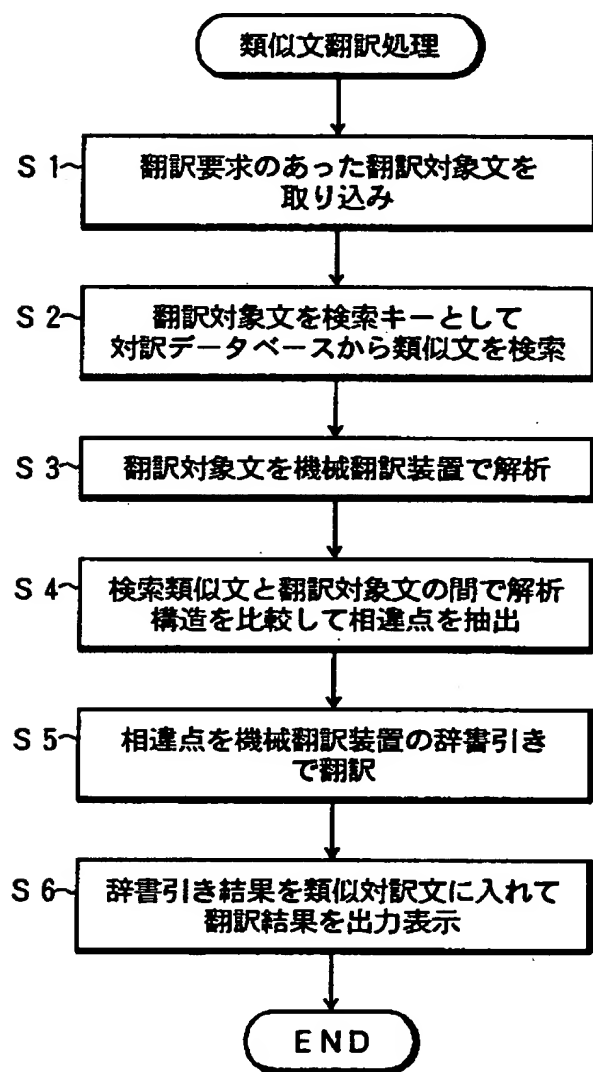 類似文翻訳処理
S1~
翻訳要求のあった翻訳対象文を
取り込み
S2~
翻訳対象文を検索キーとして
対訳データベースから類似文を検索
S3~
翻訳対象文を機械翻訳装置で解析
S4~
検索類似文と翻訳対象文の間で解析
構造を比較して相違点を抽出
S5~
相違点を機械翻訳装置の辞書引き
で翻訳
S6~
辞書引き結果を類似対訳文に入れて
翻訳結果を出力表示
END